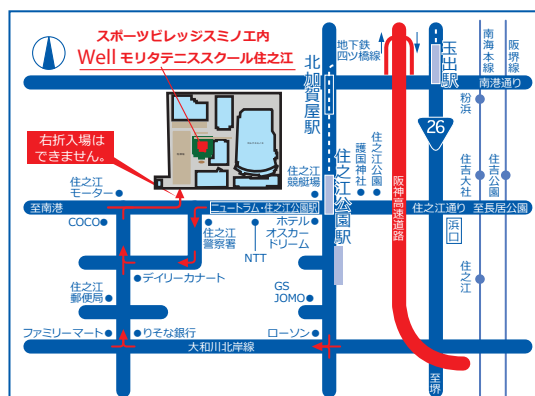 スポーツビレッジスミノエ内
Well モリタテニススクール住之江
地下鉄
四ツ橋線
玉出駅
南海本線
阪堺線
北加賀屋駅
南港通り
粉浜
26
右折入場は
できません。
住之江
モーター
住之江
競艇場
護国神社
住之江公園
住吉大社
住吉公園
阪神高速道路
至南港
ニュートラム・住之江公園駅
住之江公園駅
住之江通り
至長居公園
COCO
住之江
警察署
NTT
ホテル
オスカー
ドリーム
浜口
住之江
デイリーカナート
住之江
郵便局
GS
JOMO
ファミリーマート
りそな銀行
ローソン
大和川北岸線
至堺